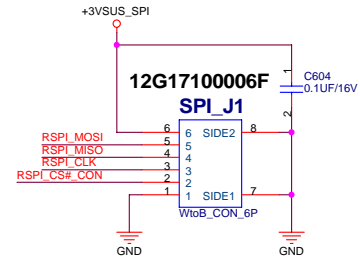 +3VSUS_SPI
12G17100006F
SPI_J1
1
C604
0.1UF/16V
2
RSPI_MOSI
RSPI_MISO
RSPI_CLK
RSPI_CS#_CON
6 6 SIDE2 8
5 5
4 4
3 3
2 2
1 1 SIDE1 7
WtoB_CON_6P
GND
GND